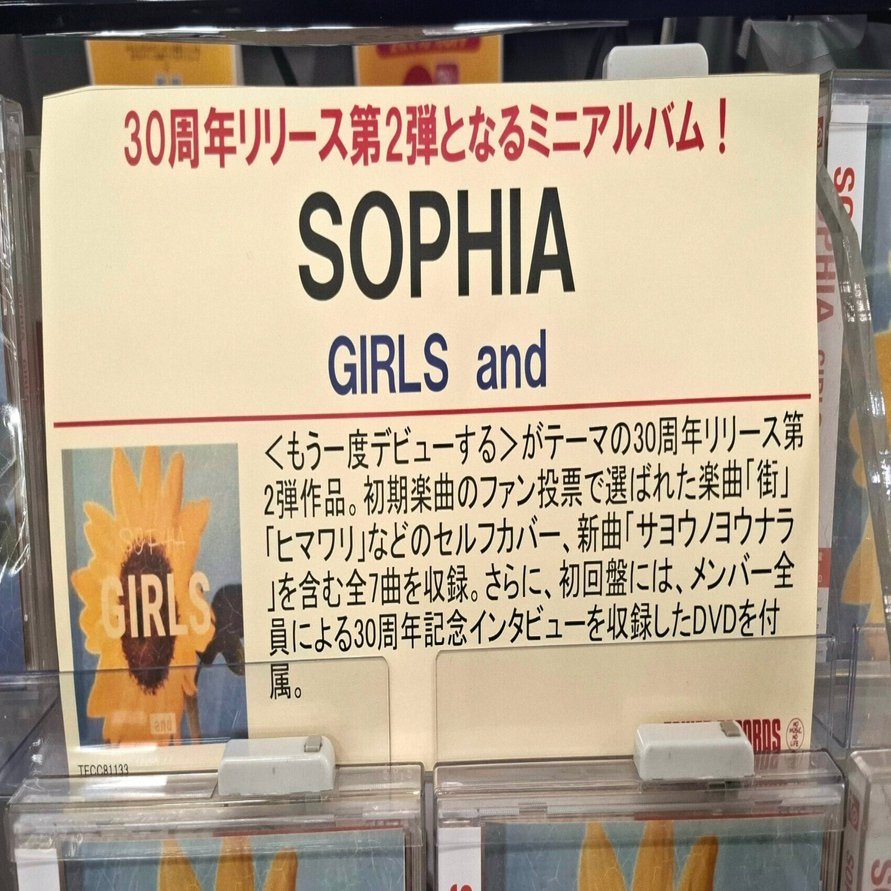 30周年リリース第2弾となるミニアルバム!
SOPHIA
GIRLS and
<もう一度デビューする>がテーマの30周年リリース第
2弾作品。初期楽曲のファン投票で選ばれた楽曲「街」
「ヒマワリ」などのセルフカバー、新曲「サヨウノヨウナラ
」を含む全7曲を収録。さらに、初回盤には、メンバー全
員による30周年記念インタビューを収録したDVDを付
属。
SOPHIA
GIRLS
and
TECC81133
RECORDS
NO MUSIC NO LIFE